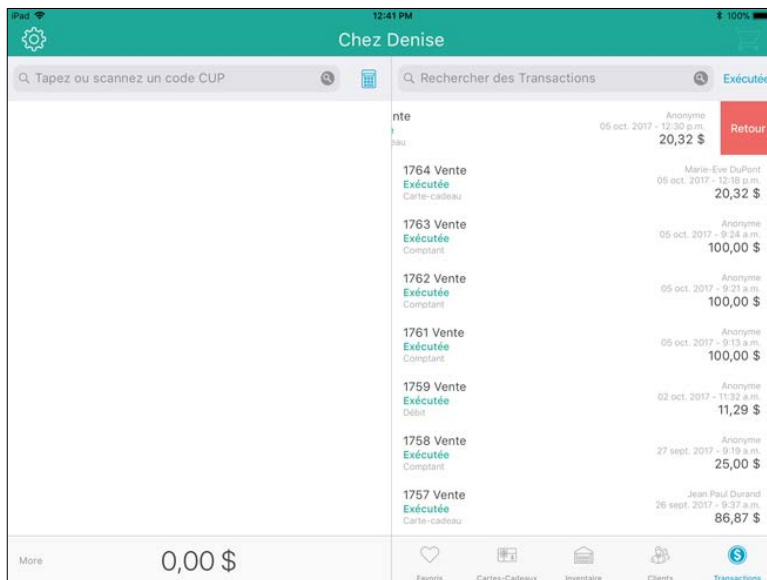 iPad 12:41 PM 100%
Chez Denise
Tapez ou scannez un code CUP
Rechercher des Transactions Exécutée
nte
Anonyme
05 oct. 2017 - 12:30 p.m.
20,32 $
eau
Retour
1764 Vente
Exécutée
Carte-cadeau
Marie-Eve DuPont
05 oct. 2017 - 12:18 p.m.
20,32 $
1763 Vente
Exécutée
Comptant
Anonyme
05 oct. 2017 - 9:24 a.m.
100,00 $
1762 Vente
Exécutée
Comptant
Anonyme
05 oct. 2017 - 9:21 a.m.
100,00 $
1761 Vente
Exécutée
Comptant
Anonyme
05 oct. 2017 - 9:13 a.m.
100,00 $
1759 Vente
Exécutée
Débit
Anonyme
02 oct. 2017 - 11:32 a.m.
11,29 $
1758 Vente
Exécutée
Comptant
Anonyme
27 sept. 2017 - 9:19 a.m.
25,00 $
1757 Vente
Exécutée
Carte-cadeau
Jean Paul Durand
26 sept. 2017 - 9:37 a.m.
86,87 $
More 0,00 $
Favoris Cartes-Cadeaux Inventaire Clients Transactions